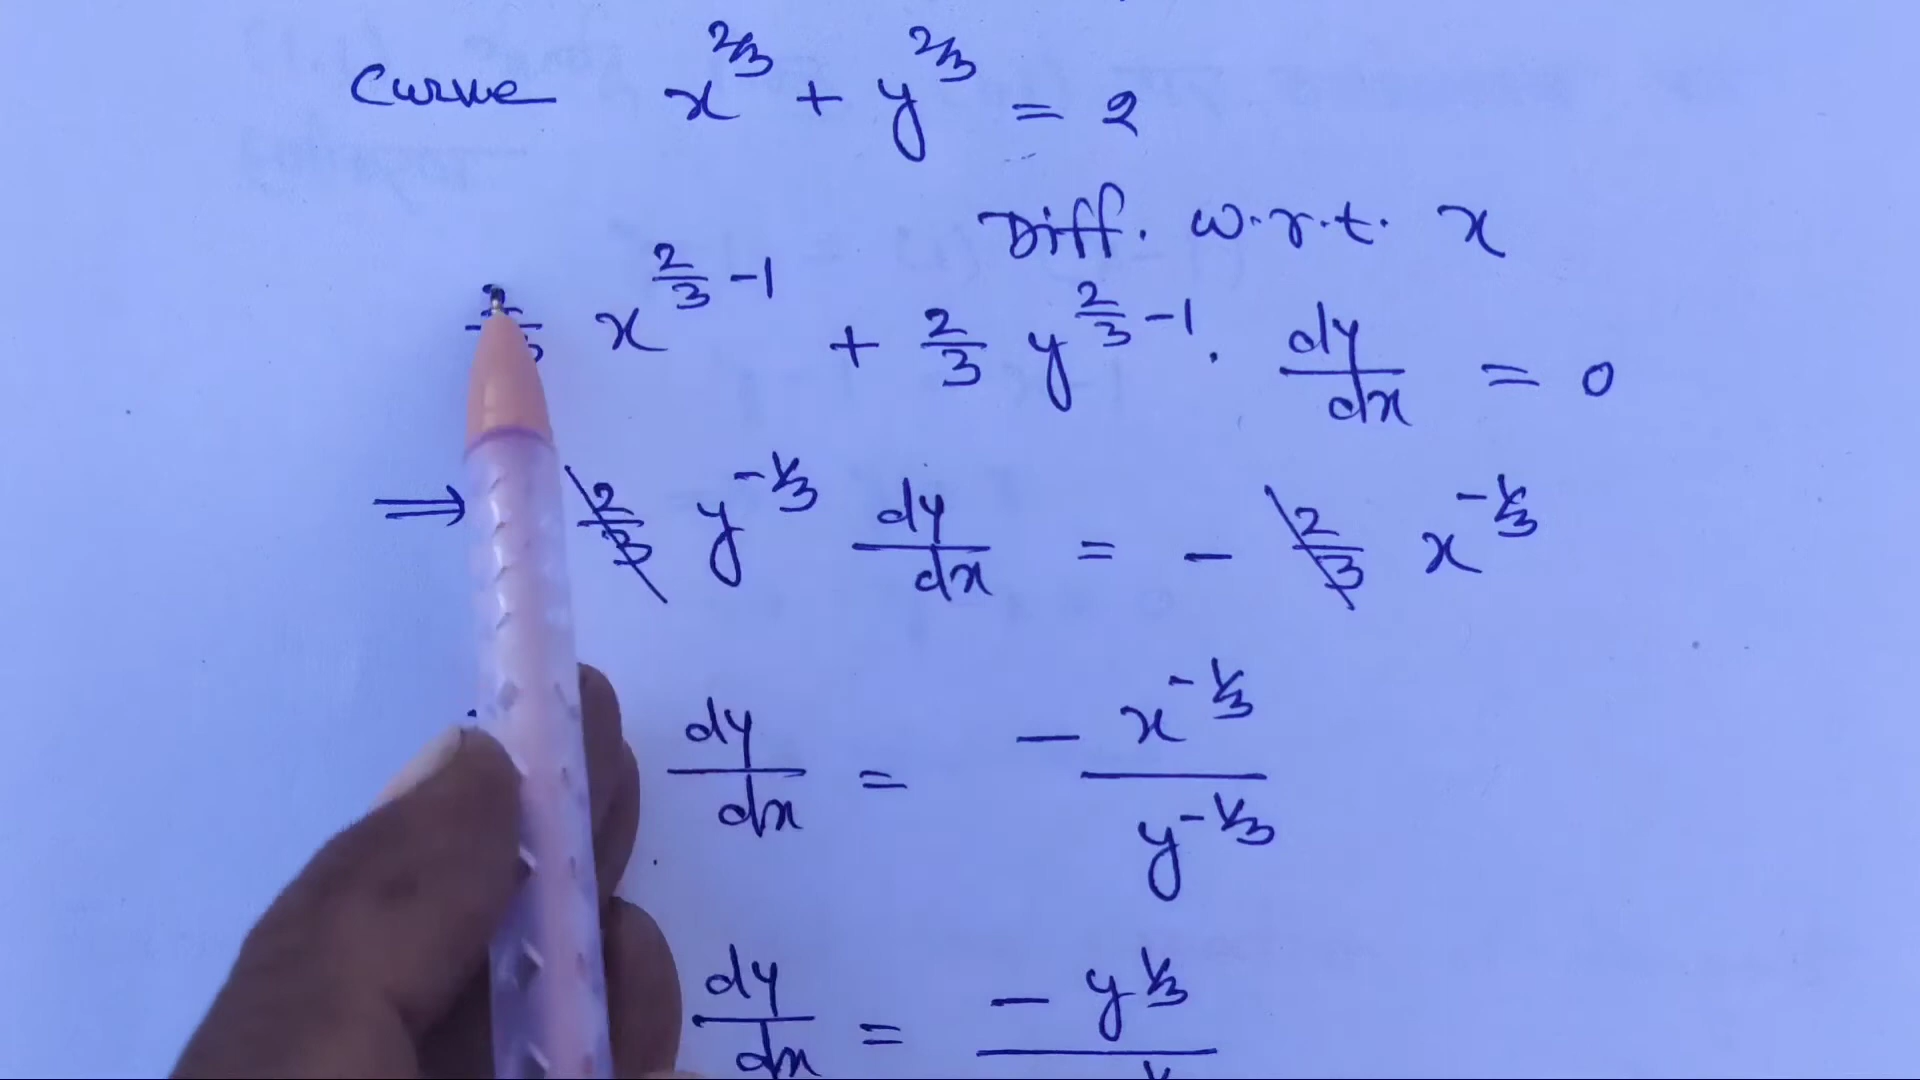 Curve x^{2/3} + y^{2/3} = 2
Diff. w.r.t. x
2/3 x^{2/3 - 1} + 2/3 y^{2/3 - 1} . dy/dx = 0
⇒ 2/3 y^{-1/3} dy/dx = - 2/3 x^{-1/3}
dy/dx = - x^{-1/3} / y^{-1/3}
dy/dx = - y^{1/3}